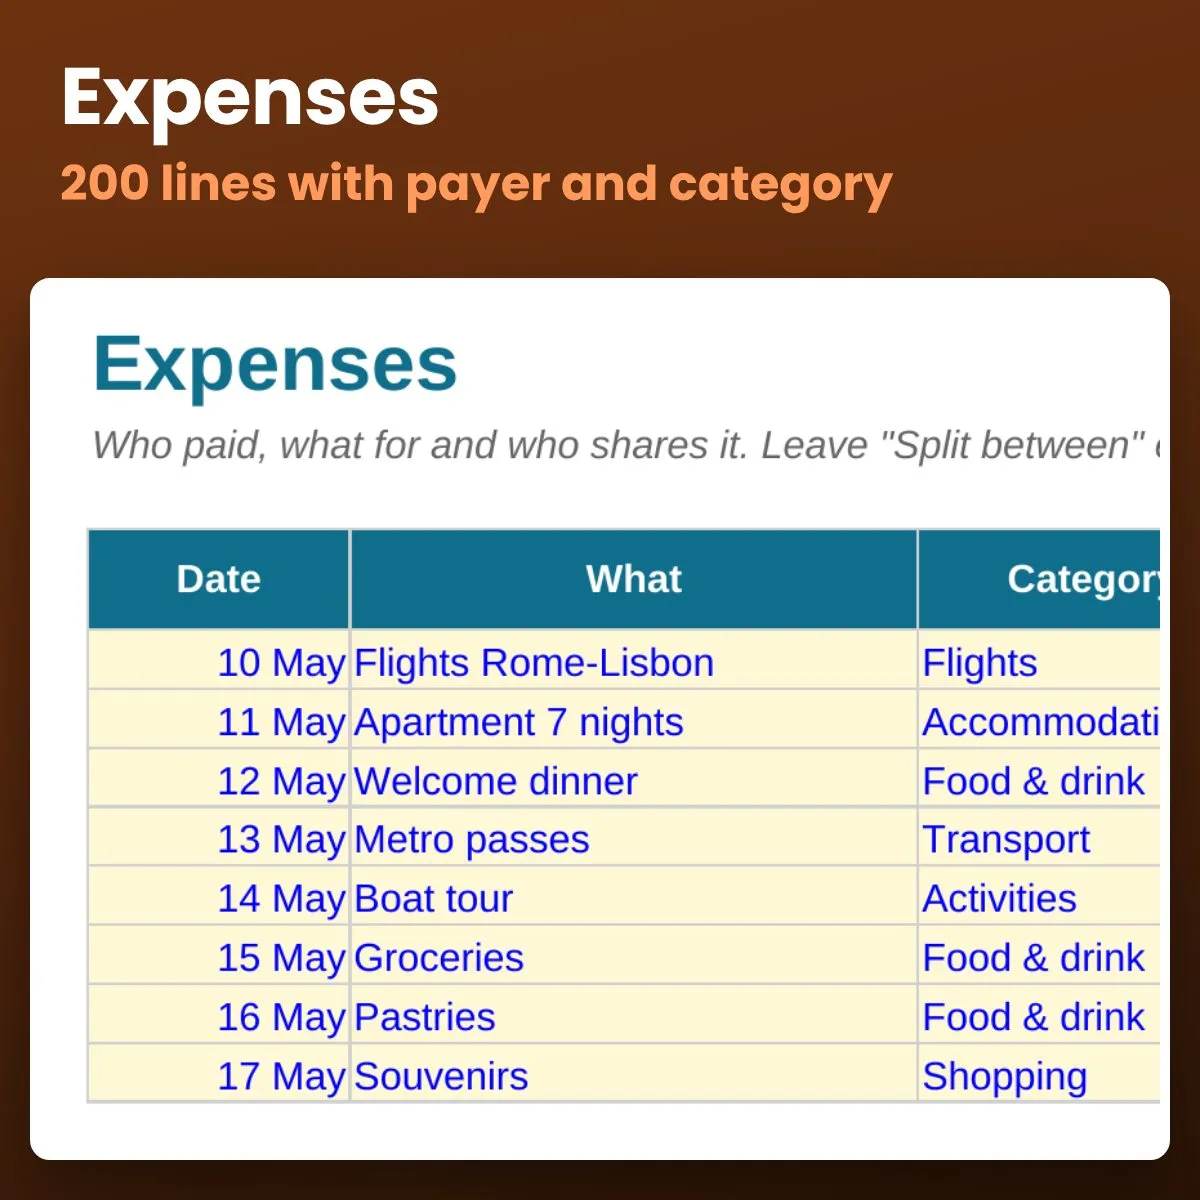 Expenses
200 lines with payer and category
Expenses
Who paid, what for and who shares it. Leave "Split between"
Date What Category
10 May Flights Rome-Lisbon Flights
11 May Apartment 7 nights Accommodati
12 May Welcome dinner Food & drink
13 May Metro passes Transport
14 May Boat tour Activities
15 May Groceries Food & drink
16 May Pastries Food & drink
17 May Souvenirs Shopping